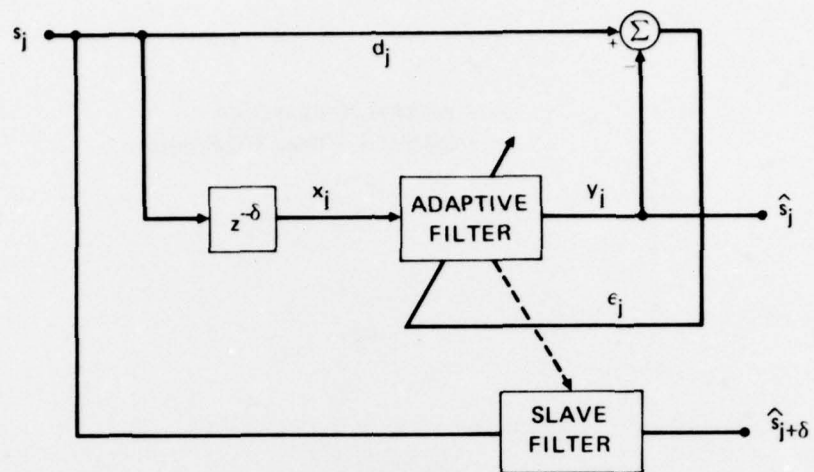 s_j
d_j
+
Σ
−
z^{-δ}
x_j
ADAPTIVE
FILTER
y_j
ŝ_j
ϵ_j
SLAVE
FILTER
ŝ_{j+δ}